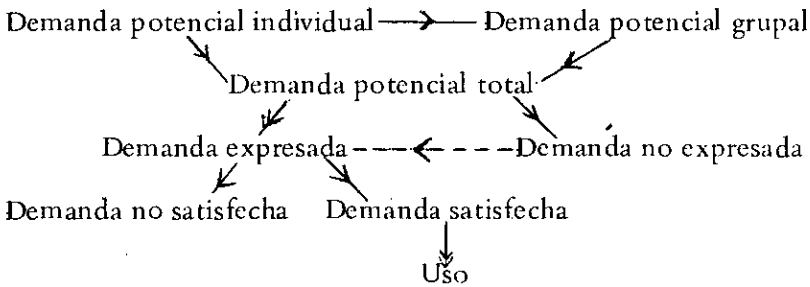 Demanda potencial individual Demanda potencial grupal
Demanda potencial total
Demanda expresada Demanda no expresada
Demanda no satisfecha Demanda satisfecha
Uso